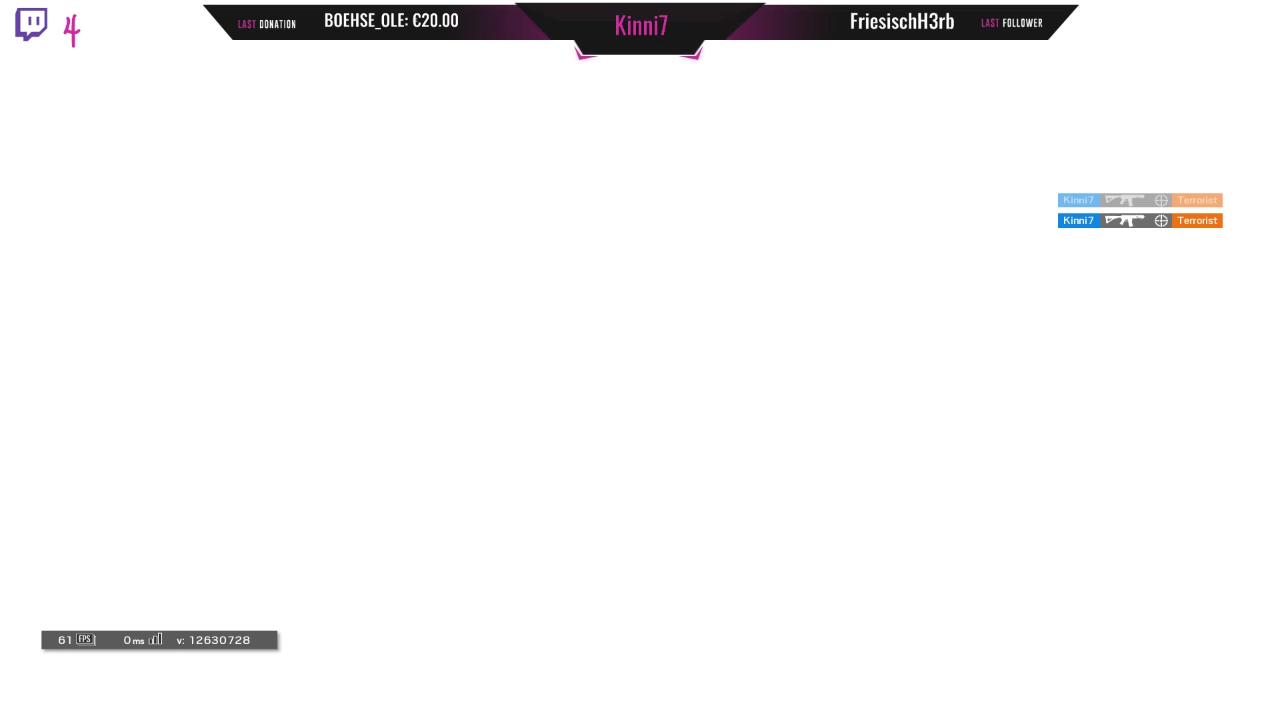 4
LAST DONATION BOEHSE_OLE: €20.00 Kinni7 FriesischH3rb LAST FOLLOWER
Kinni7 Terrorist
Kinni7 Terrorist
61 FPS 0 ms v: 12630728